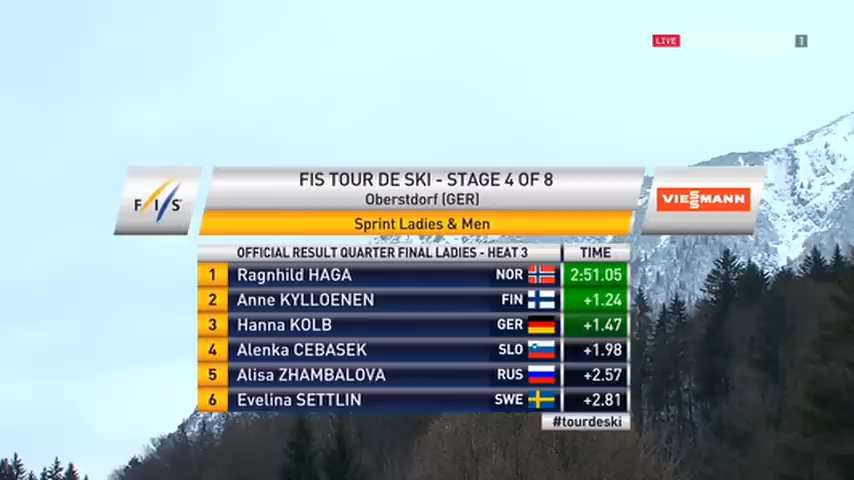 LIVE
1
FIS
FIS TOUR DE SKI - STAGE 4 OF 8
Oberstdorf (GER)
Sprint Ladies & Men
VIESSMANN
OFFICIAL RESULT QUARTER FINAL LADIES - HEAT 3 TIME
1 Ragnhild HAGA NOR 2:51.05
2 Anne KYLLOENEN FIN +1.24
3 Hanna KOLB GER +1.47
4 Alenka CEBASEK SLO +1.98
5 Alisa ZHAMBALOVA RUS +2.57
6 Evelina SETTLIN SWE +2.81
#tourdeski